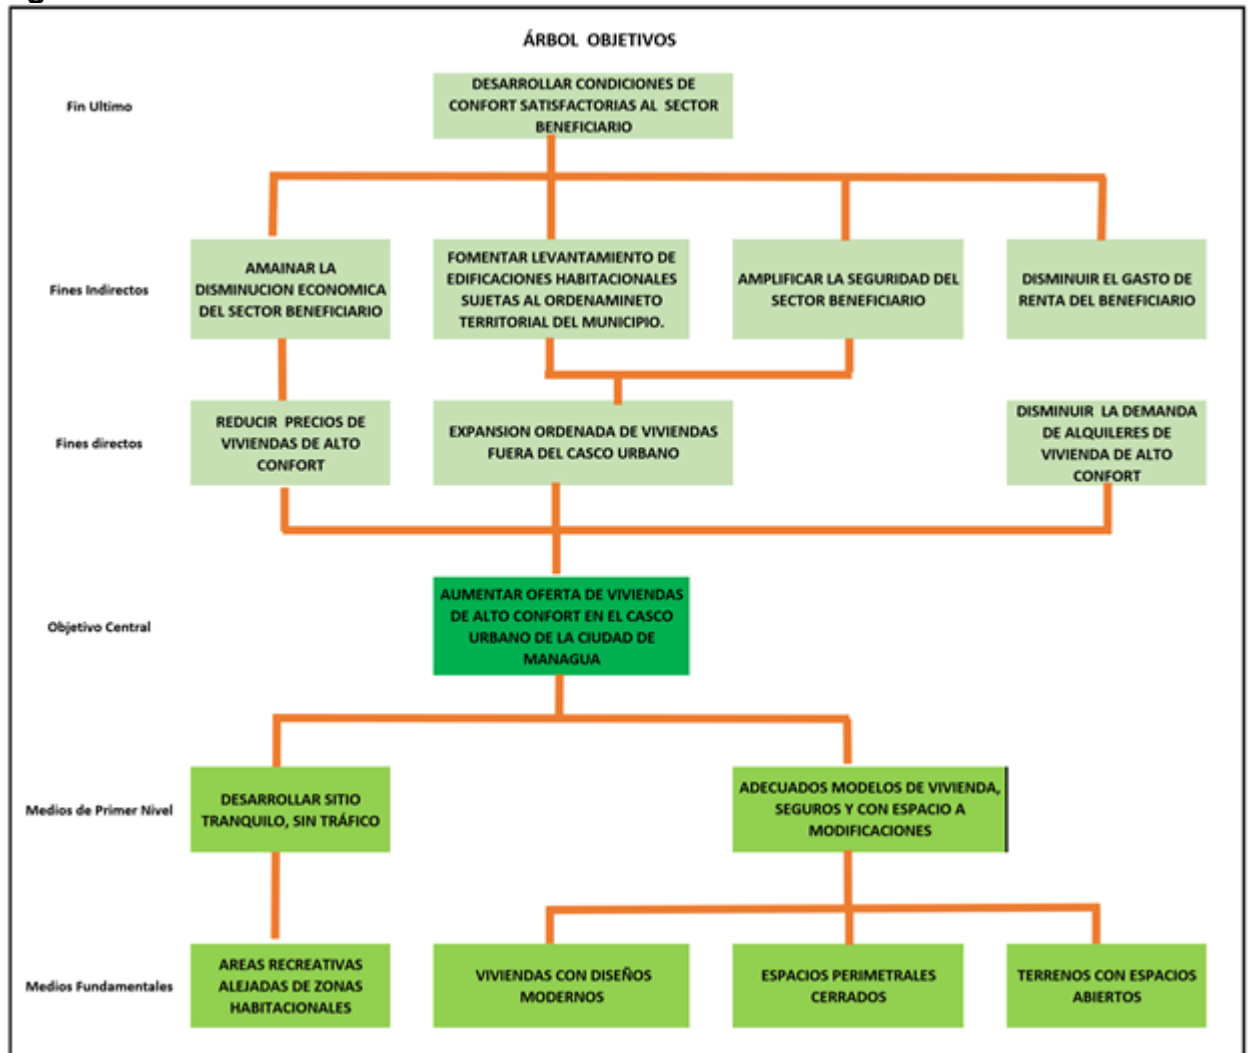 ÁRBOL OBJETIVOS
Fin Ultimo
DESARROLLAR CONDICIONES DE
CONFORT SATISFACTORIAS AL SECTOR
BENEFICIARIO
Fines Indirectos
AMAINAR LA
DISMINUCION ECONOMICA
DEL SECTOR BENEFICIARIO
FOMENTAR LEVANTAMIENTO DE
EDIFICACIONES HABITACIONALES
SUJETAS AL ORDENAMINETO
TERRITORIAL DEL MUNICIPIO.
AMPLIFICAR LA SEGURIDAD DEL
SECTOR BENEFICIARIO
DISMINUIR EL GASTO DE
RENTA DEL BENEFICIARIO
Fines directos
REDUCIR PRECIOS DE
VIVIENDAS DE ALTO
CONFORT
EXPANSION ORDENADA DE VIVIENDAS
FUERA DEL CASCO URBANO
DISMINUIR LA DEMANDA
DE ALQUILERES DE
VIVIENDA DE ALTO
CONFORT
Objetivo Central
AUMENTAR OFERTA DE VIVIENDAS
DE ALTO CONFORT EN EL CASCO
URBANO DE LA CIUDAD DE
MANAGUA
Medios de Primer Nivel
DESARROLLAR SITIO
TRANQUILO, SIN TRÁFICO
ADECUADOS MODELOS DE VIVIENDA,
SEGUROS Y CON ESPACIO A
MODIFICACIONES
Medios Fundamentales
AREAS RECREATIVAS
ALEJADAS DE ZONAS
HABITACIONALES
VIVIENDAS CON DISEÑOS
MODERNOS
ESPACIOS PERIMETRALES
CERRADOS
TERRENOS CON ESPACIOS
ABIERTOS